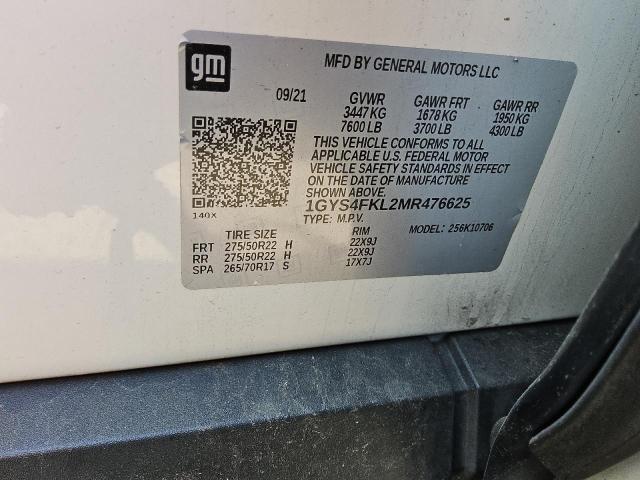 gm
MFD BY GENERAL MOTORS LLC
09/21 GVWR GAWR FRT GAWR RR
3447 KG 1678 KG 1950 KG
7600 LB 3700 LB 4300 LB
THIS VEHICLE CONFORMS TO ALL
APPLICABLE U.S. FEDERAL MOTOR
VEHICLE SAFETY STANDARDS IN EFFECT
ON THE DATE OF MANUFACTURE SHOWN ABOVE.
1GYS4FKL2MR476625
140X
TYPE: M.P.V. MODEL: 256K10706
TIRE SIZE RIM
FRT 275/50R22 H 22X9J
RR 275/50R22 H 22X9J
SPA 265/70R17 S 17X7J